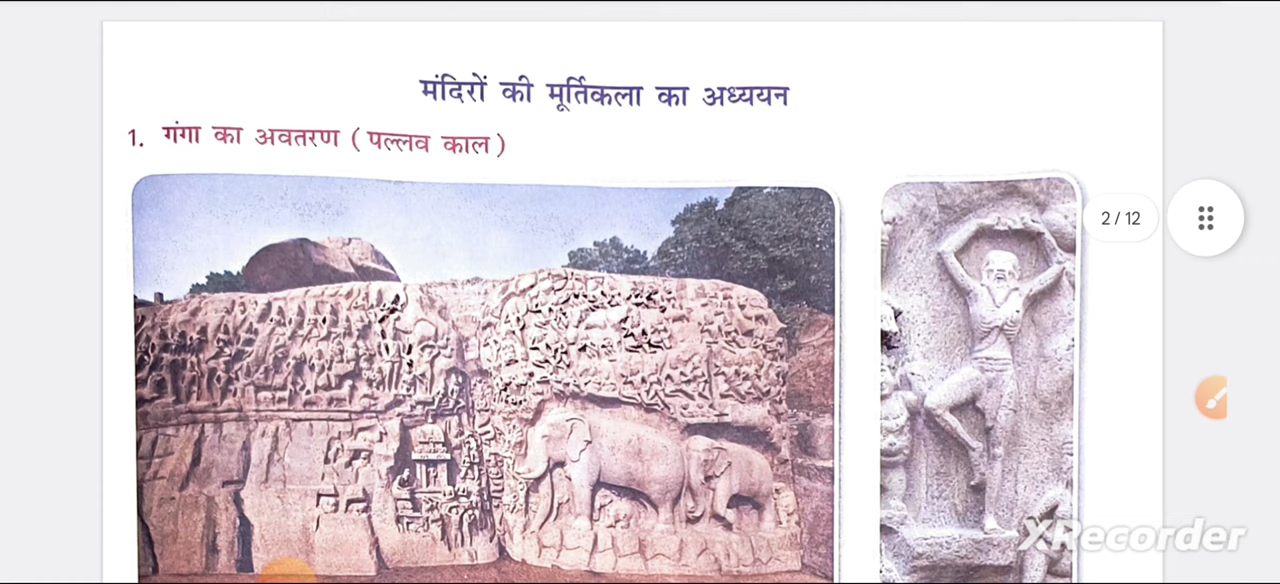 मंदिरों की मूर्तिकला का अध्ययन
1. गंगा का अवतरण ( पल्लव काल )
2 / 12
XRecorder